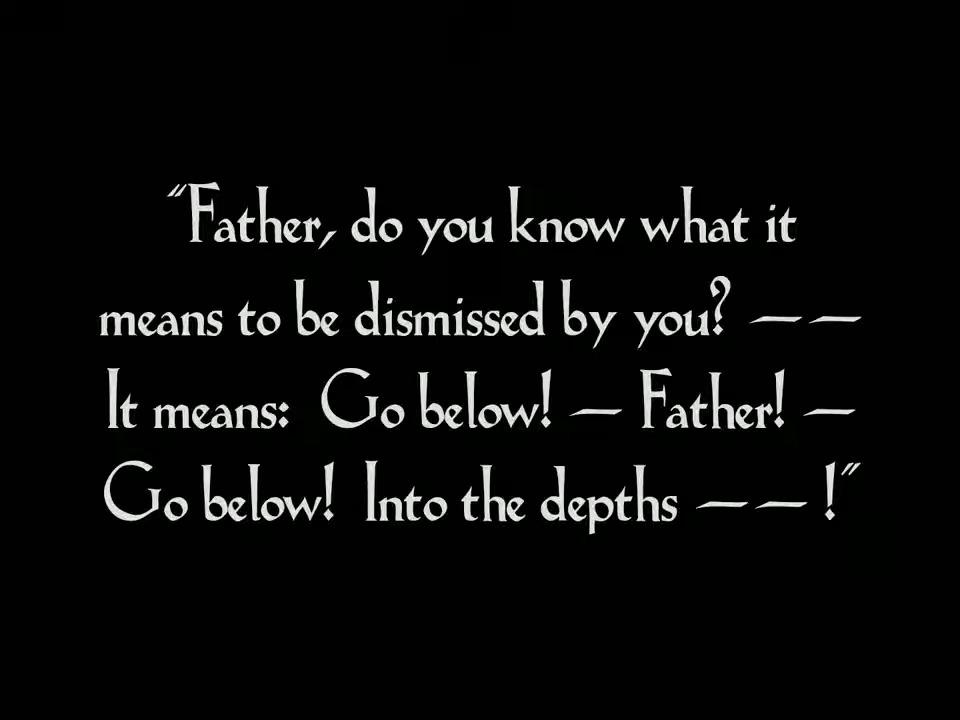 “Father, do you know what it
means to be dismissed by you? — —
It means: Go below! — Father! —
Go below! Into the depths — — !”